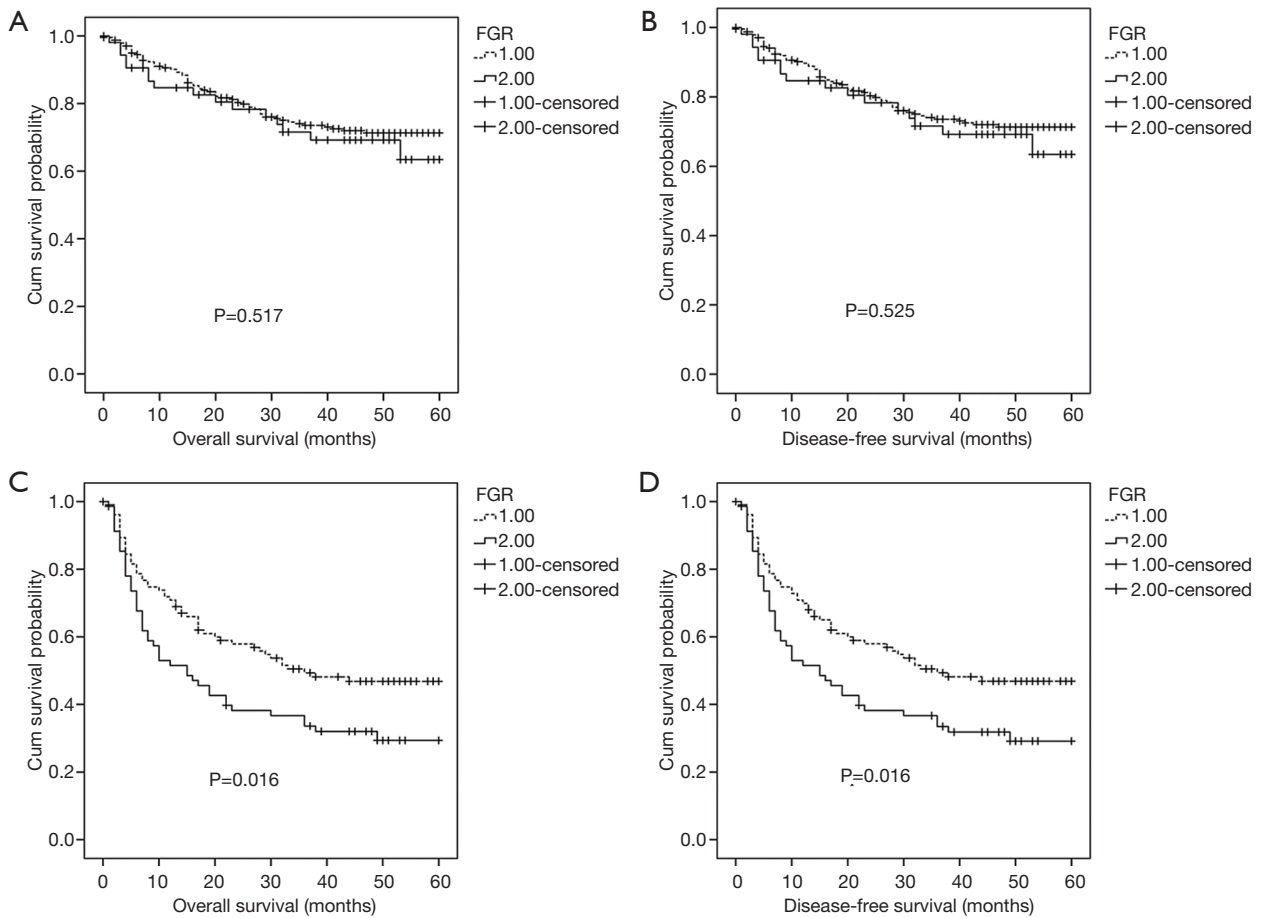 A
Cum survival probability
1.0
0.8
0.6
0.4
0.2
0.0
P=0.517
0 10 20 30 40 50 60
Overall survival (months)
FGR
1.00
2.00
1.00-censored
2.00-censored
B
Cum survival probability
1.0
0.8
0.6
0.4
0.2
0.0
P=0.525
0 10 20 30 40 50 60
Disease-free survival (months)
FGR
1.00
2.00
1.00-censored
2.00-censored
C
Cum survival probability
1.0
0.8
0.6
0.4
0.2
0.0
P=0.016
0 10 20 30 40 50 60
Overall survival (months)
FGR
1.00
2.00
1.00-censored
2.00-censored
D
Cum survival probability
1.0
0.8
0.6
0.4
0.2
0.0
P=0.016
0 10 20 30 40 50 60
Disease-free survival (months)
FGR
1.00
2.00
1.00-censored
2.00-censored